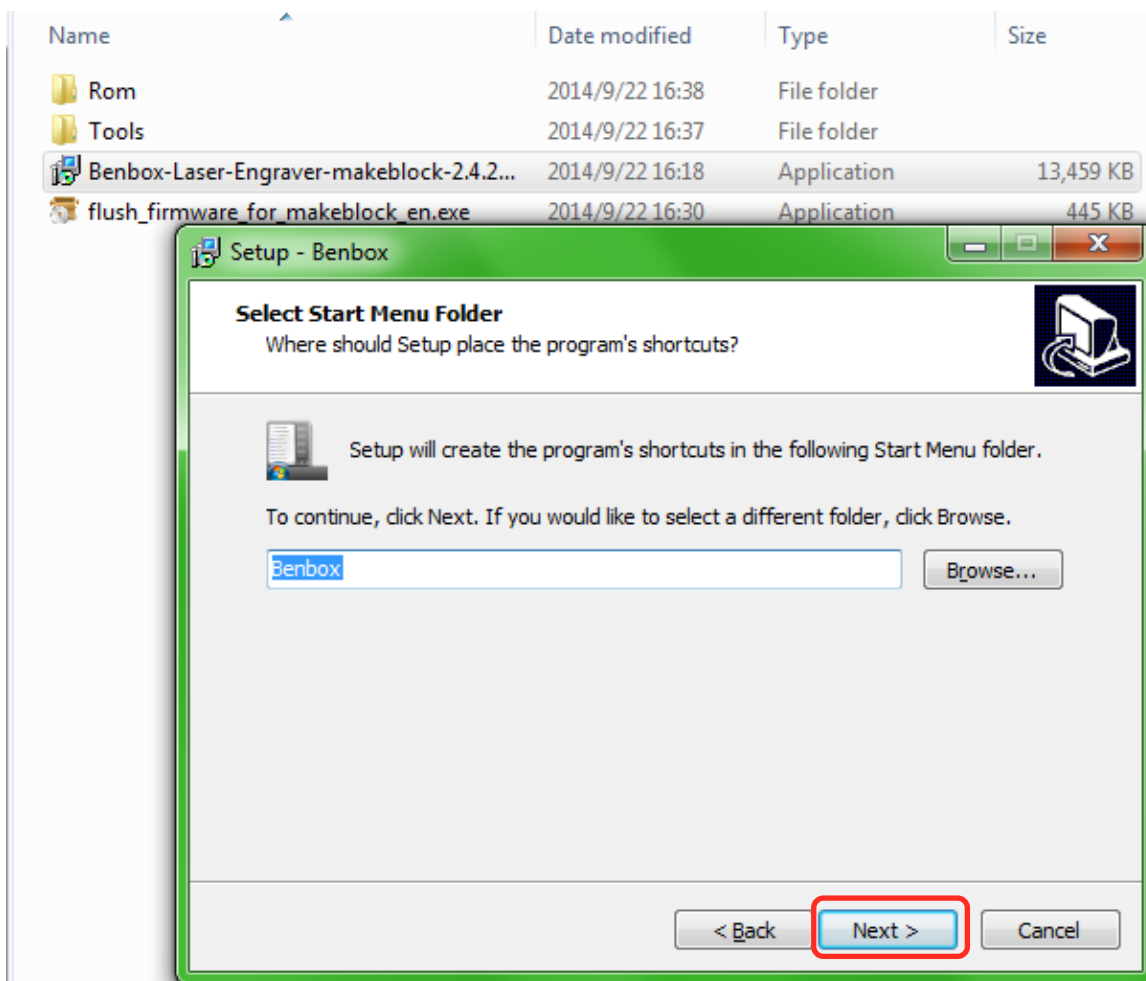 Name Date modified Type Size
Rom 2014/9/22 16:38 File folder
Tools 2014/9/22 16:37 File folder
Benbox-Laser-Engraver-makeblock-2.4.2... 2014/9/22 16:18 Application 13,459 KB
flush_firmware_for_makeblock_en.exe 2014/9/22 16:30 Application 445 KB
Setup - Benbox
Select Start Menu Folder
Where should Setup place the program's shortcuts?
Setup will create the program's shortcuts in the following Start Menu folder.
To continue, click Next. If you would like to select a different folder, click Browse.
Benbox Browse...
< Back Next > Cancel